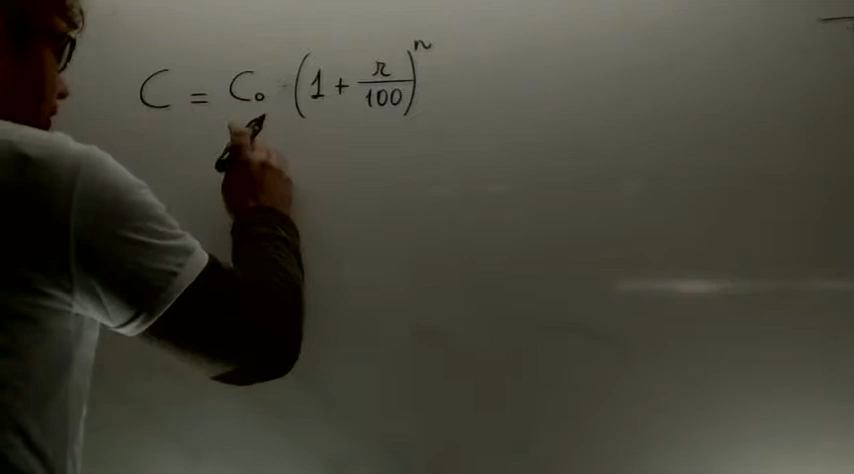 C = C₀ (1 + r/100)ⁿ